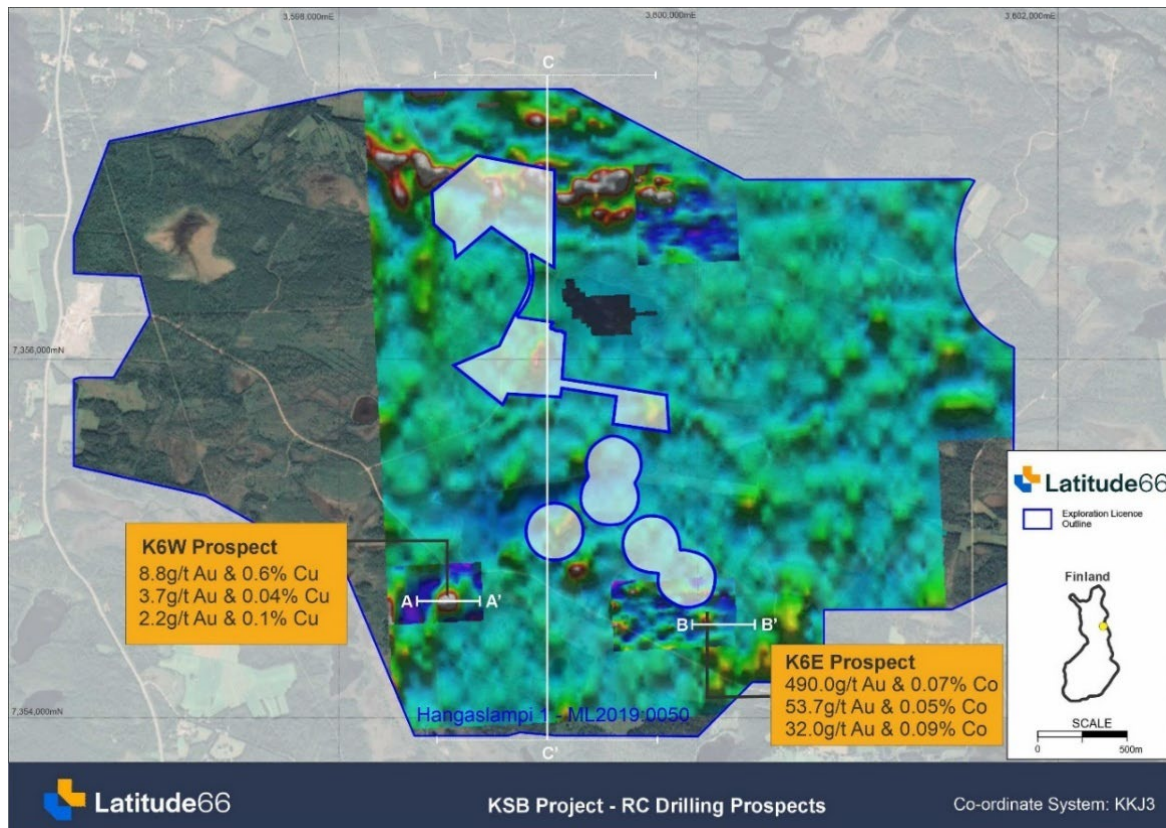 3,598,000mE
3,600,000mE
3,602,000mE
C
7,356,000mN
K6W Prospect
8.8g/t Au & 0.6% Cu
3.7g/t Au & 0.04% Cu
2.2g/t Au & 0.1% Cu
A
A'
B
B'
K6E Prospect
490.0g/t Au & 0.07% Co
53.7g/t Au & 0.05% Co
32.0g/t Au & 0.09% Co
7,354,000mN
Hangaslampi 1 - ML2019:0050
C'
Latitude66
Exploration Licence
Outline
Finland
SCALE
0
500m
Latitude66
KSB Project - RC Drilling Prospects
Co-ordinate System: KKJ3